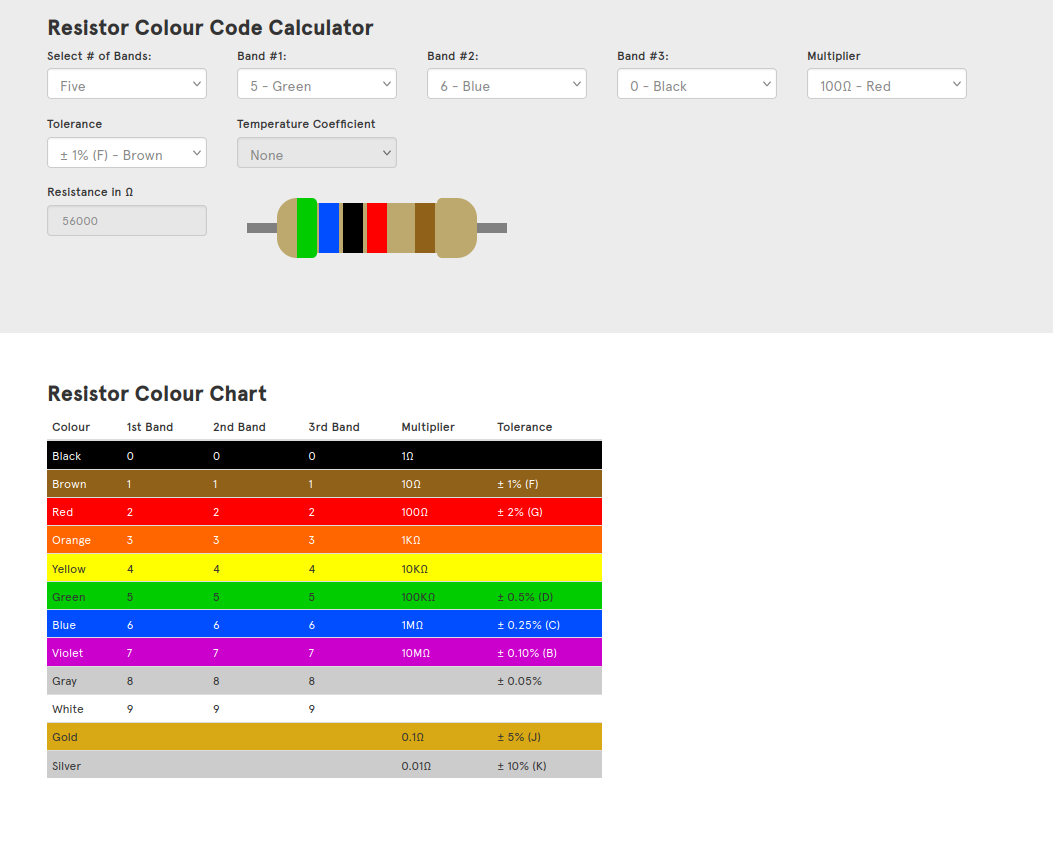 Resistor Colour Code Calculator
Select # of Bands: Band #1: Band #2: Band #3: Multiplier
Five 5 - Green 6 - Blue 0 - Black 100Ω - Red
Tolerance Temperature Coefficient
± 1% (F) - Brown None
Resistance in Ω
56000
Resistor Colour Chart
Colour 1st Band 2nd Band 3rd Band Multiplier Tolerance
Black 0 0 0 1Ω
Brown 1 1 1 10Ω ± 1% (F)
Red 2 2 2 100Ω ± 2% (G)
Orange 3 3 3 1KΩ
Yellow 4 4 4 10KΩ
Green 5 5 5 100KΩ ± 0.5% (D)
Blue 6 6 6 1MΩ ± 0.25% (C)
Violet 7 7 7 10MΩ ± 0.10% (B)
Gray 8 8 8 ± 0.05%
White 9 9 9
Gold 0.1Ω ± 5% (J)
Silver 0.01Ω ± 10% (K)